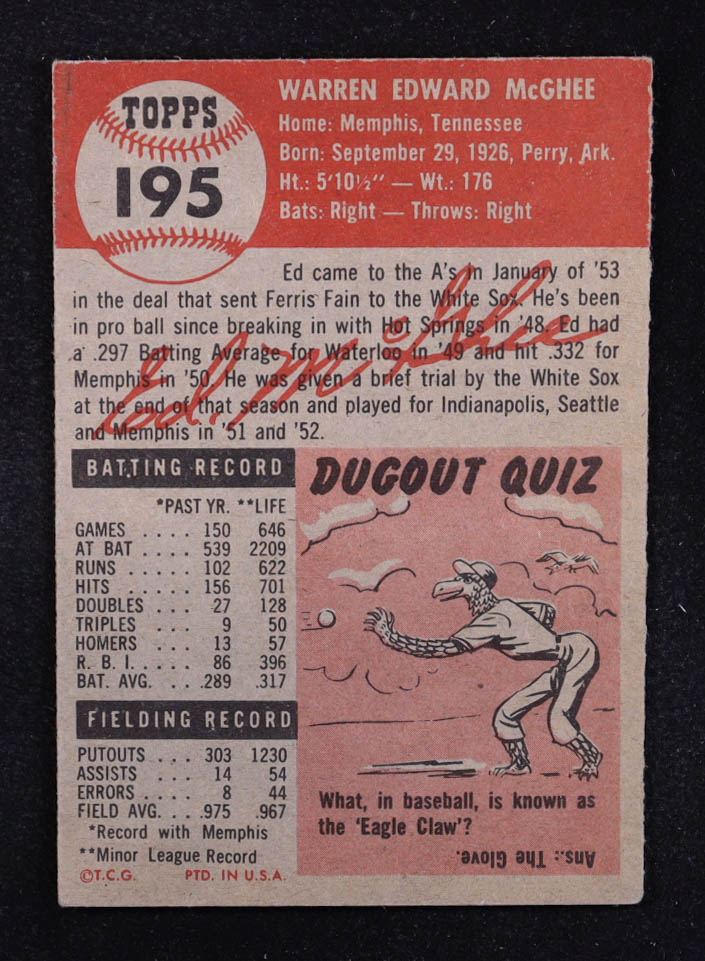 TOPPS
195
WARREN EDWARD McGHEE
Home: Memphis, Tennessee
Born: September 29, 1926, Perry, Ark.
Ht.: 5'10½" — Wt.: 176
Bats: Right — Throws: Right
Ed came to the A's in January of '53
in the deal that sent Ferris Fain to the White Sox. He's been
in pro ball since breaking in with Hot Springs in '48. Ed had
a .297 Batting Average for Waterloo in '49 and hit .332 for
Memphis in '50. He was given a brief trial by the White Sox
at the end of that season and played for Indianapolis, Seattle
and Memphis in '51 and '52.
Ed. McGhee
BATTING RECORD
*PAST YR. **LIFE
GAMES .... 150 646
AT BAT .... 539 2209
RUNS ..... 102 622
HITS ..... 156 701
DOUBLES ... 27 128
TRIPLES ... 9 50
HOMERS ... 13 57
R. B. I. .... 86 396
BAT. AVG. ... .289 .317
FIELDING RECORD
PUTOUTS ... 303 1230
ASSISTS .... 14 54
ERRORS .... 8 44
FIELD AVG. ... .975 .967
*Record with Memphis
**Minor League Record
©T.C.G. PTD. IN U.S.A.
DUGOUT QUIZ
What, in baseball, is known as
the 'Eagle Claw'?
Ans.: The Glove.